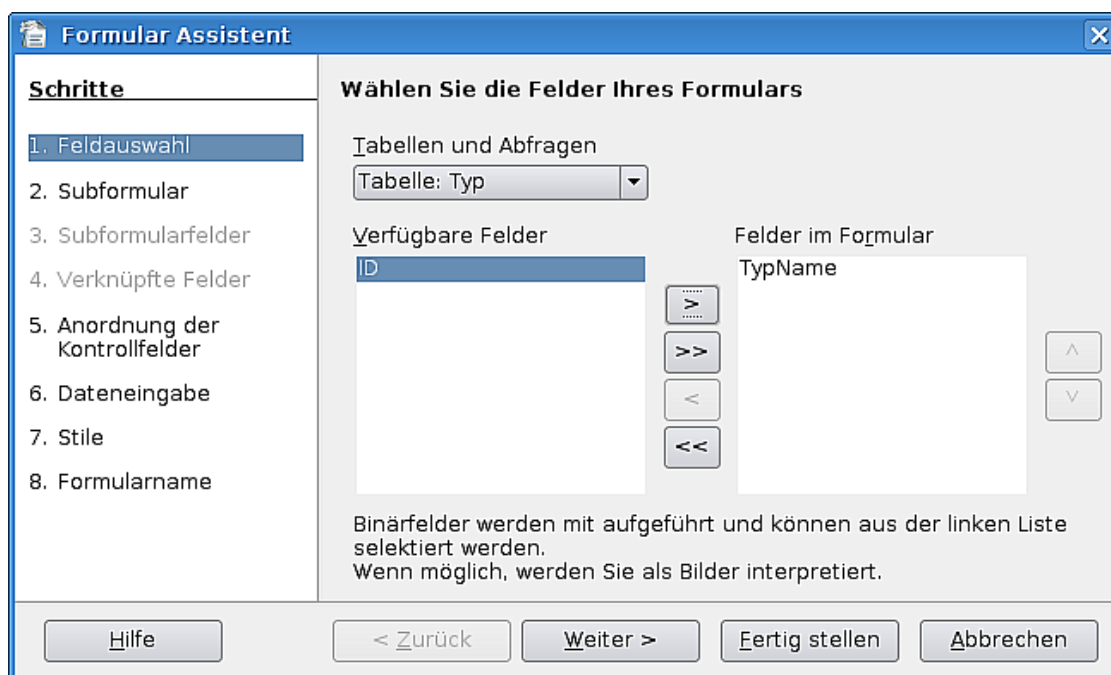 Formular Assistent
Schritte
1. Feldauswahl
2. Subformular
3. Subformularfelder
4. Verknüpfte Felder
5. Anordnung der
Kontrollfelder
6. Dateneingabe
7. Stile
8. Formularname
Wählen Sie die Felder Ihres Formulars
Tabellen und Abfragen
Tabelle: Typ
Verfügbare Felder
ID
>
>>
<
<<
Felder im Formular
TypName
^
v
Binärfelder werden mit aufgeführt und können aus der linken Liste
selektiert werden.
Wenn möglich, werden Sie als Bilder interpretiert.
Hilfe
< Zurück
Weiter >
Fertig stellen
Abbrechen